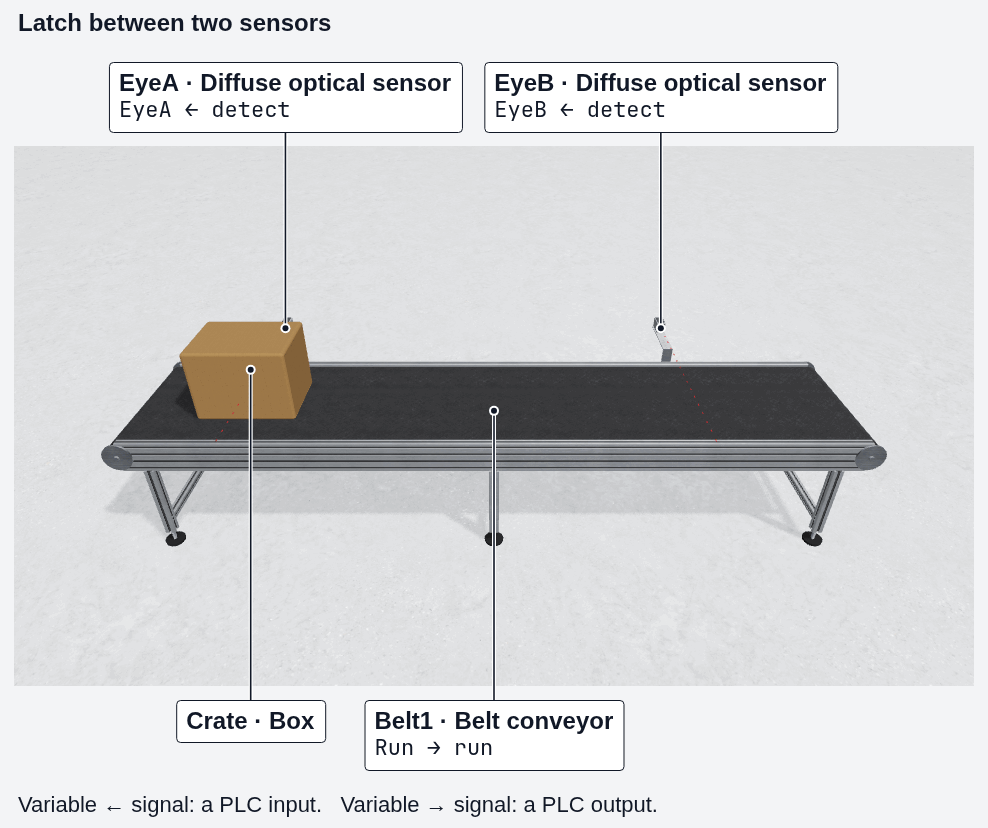 Latch between two sensors
EyeA · Diffuse optical sensor
EyeA ← detect
EyeB · Diffuse optical sensor
EyeB ← detect
Crate · Box
Belt1 · Belt conveyor
Run → run
Variable ← signal: a PLC input. Variable → signal: a PLC output.